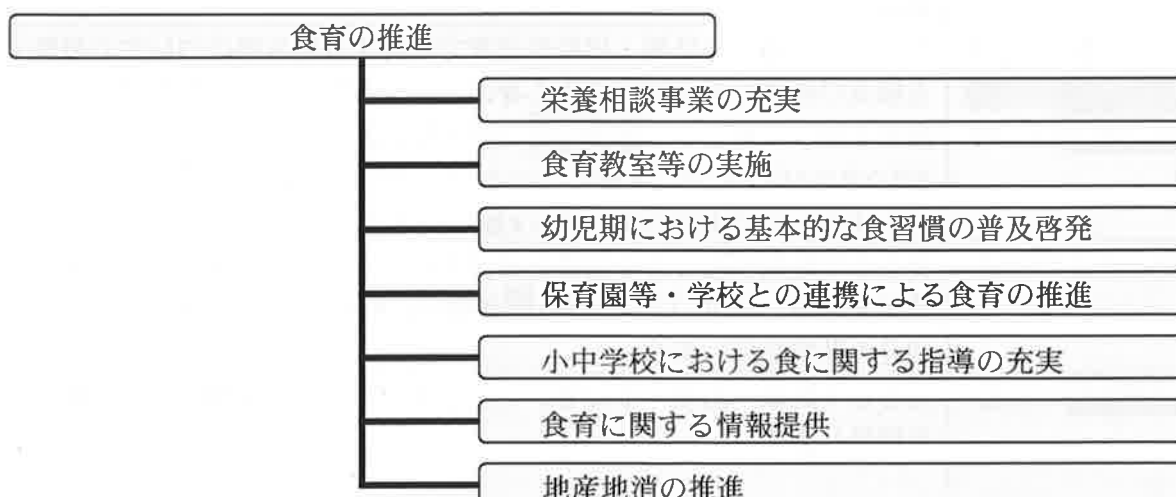 食育の推進
栄養相談事業の充実
食育教室等の実施
幼児期における基本的な食習慣の普及啓発
保育園等・学校との連携による食育の推進
小中学校における食に関する指導の充実
食育に関する情報提供
地産地消の推進